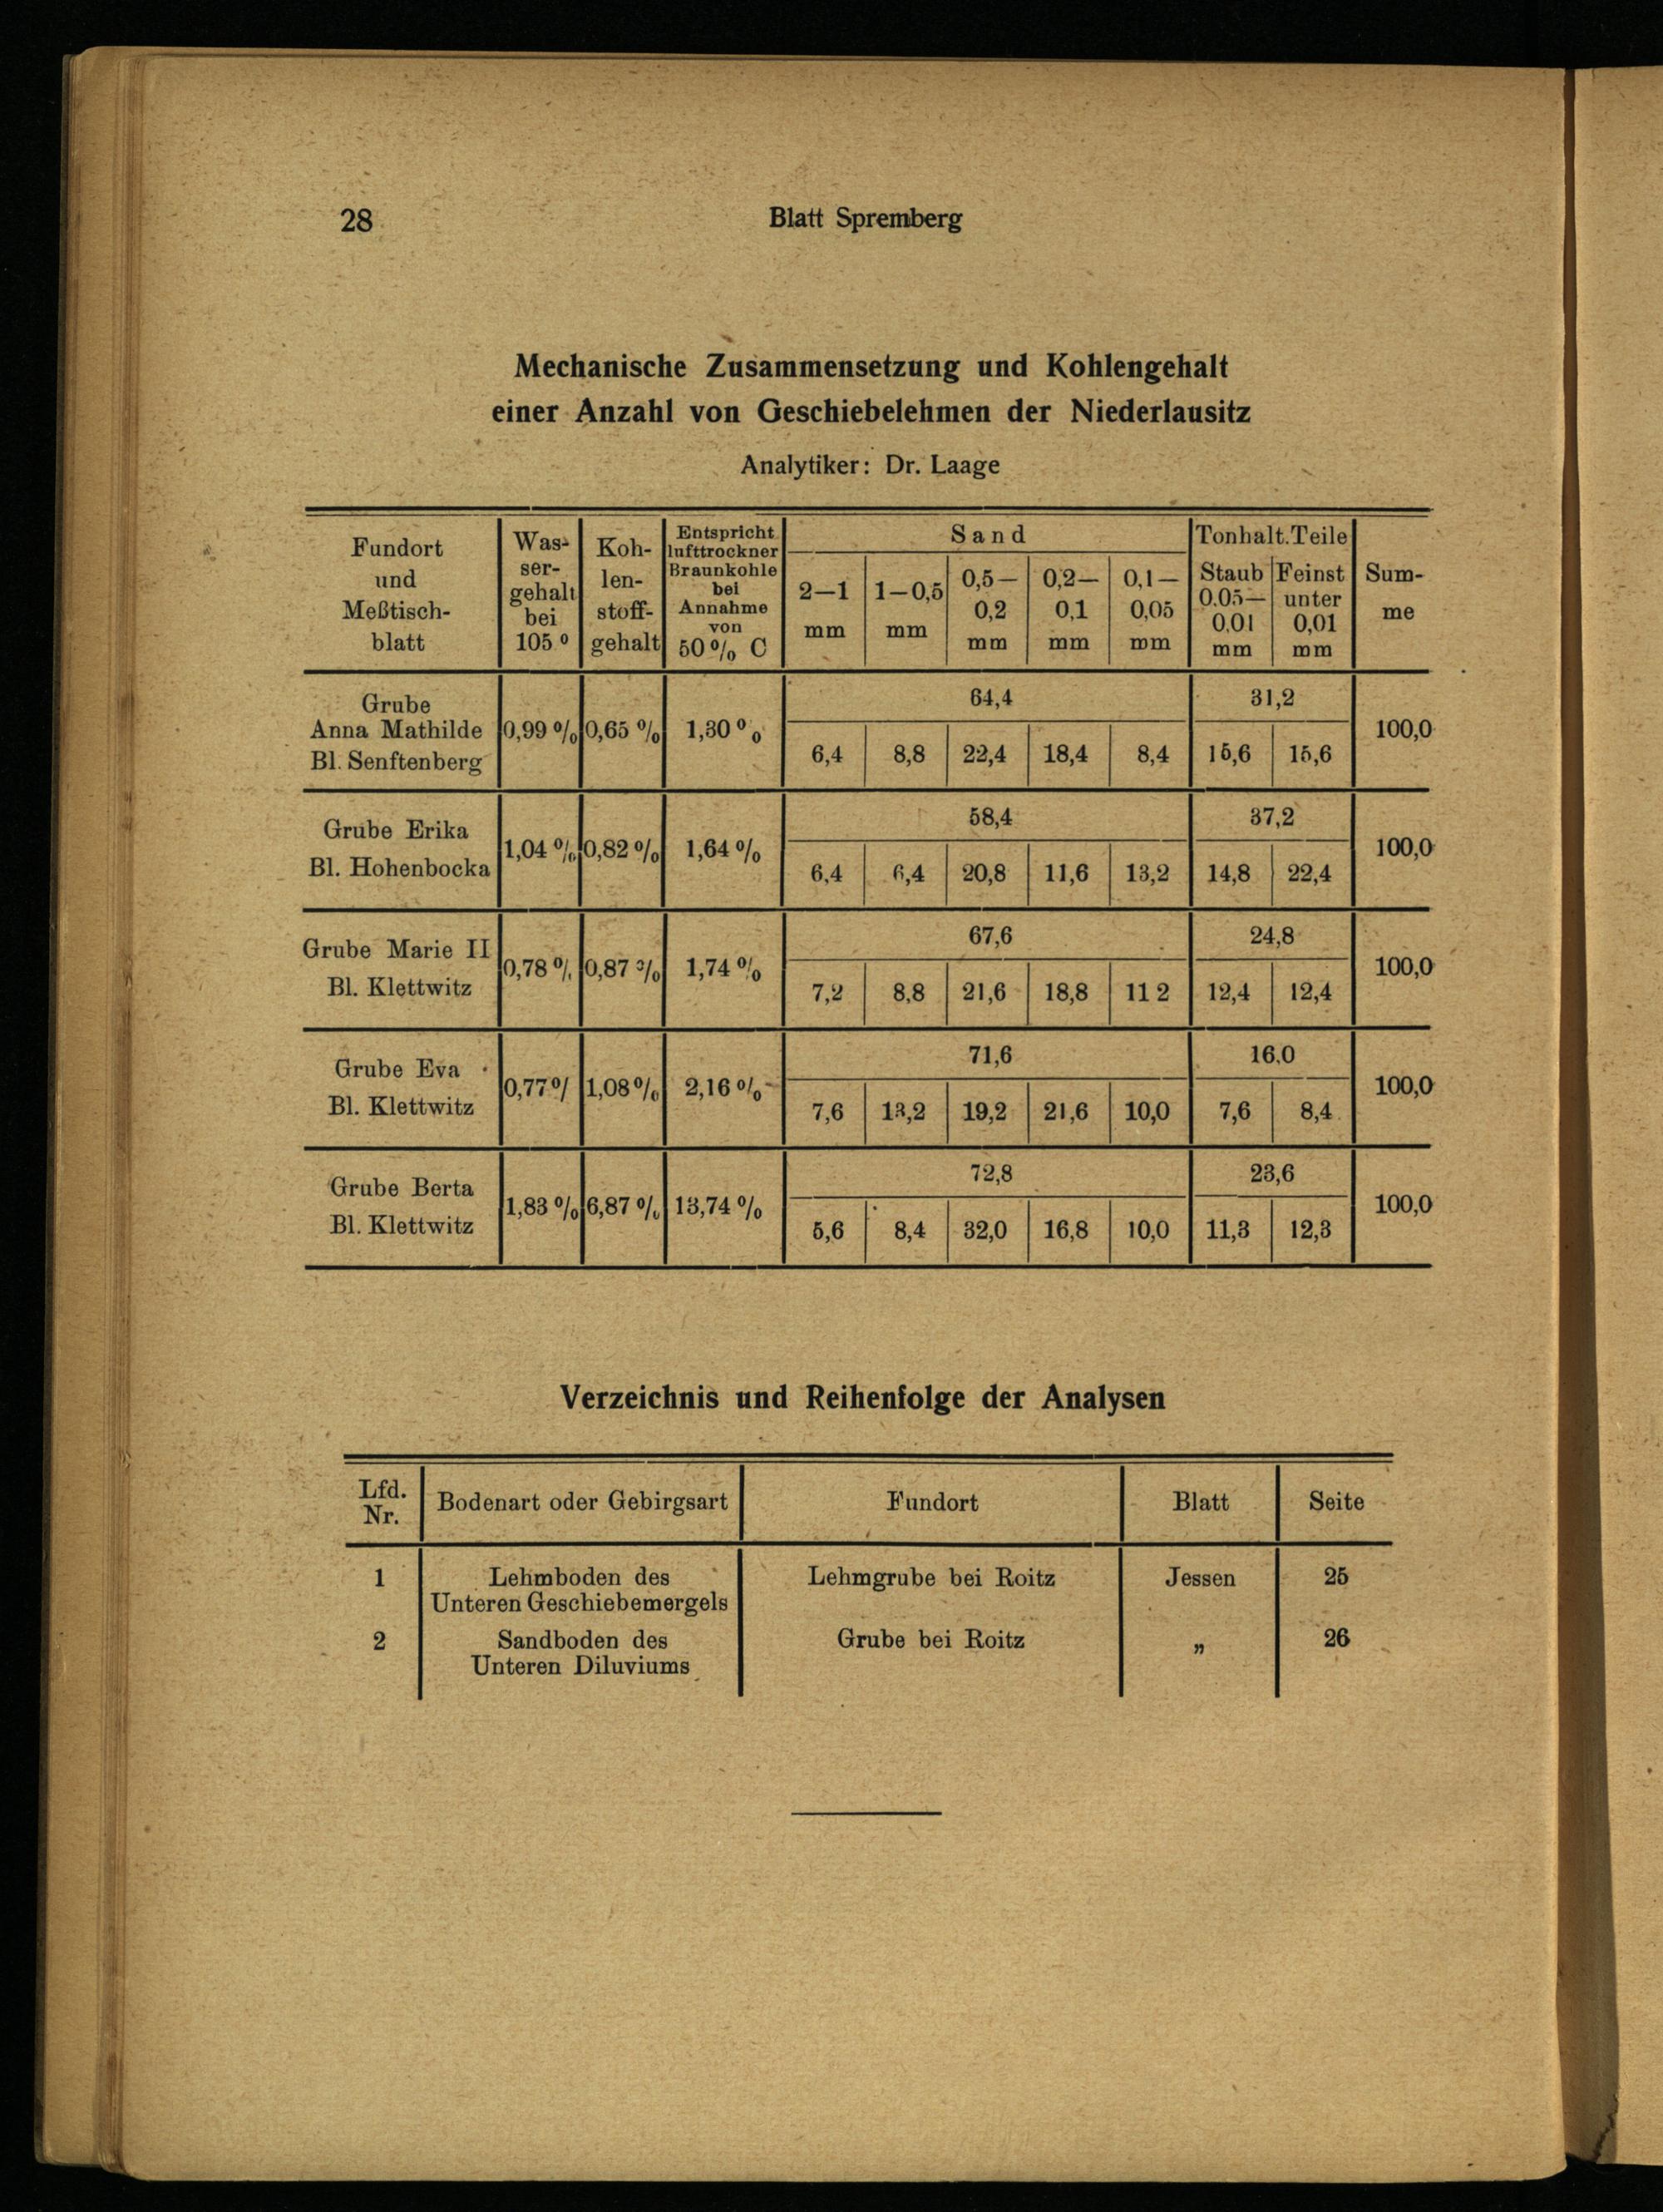 28
Blatt Spremberg
Mechanische Zusammensetzung und Kohlengehalt
einer Anzahl von Geschiebelehmen der Niederlausitz
Analytiker: Dr. Laage
Fundort
und
Meßtisch-
blatt
Was-
ser-
gehalt
bei
105°
Koh-
len-
stoff-
gehalt
Entspricht
lufttrockner
Braunkohle
bei
Annahme
von
50% C
Sand
2—1
mm
1—0,5
mm
0,5—
0,2
mm
0,2—
0,1
mm
0,1—
0,05
mm
Tonhalt. Teile
Staub
0,05—
0,01
mm
Feinst
unter
0,01
mm
Sum-
me
Grube
Anna Mathilde
Bl. Senftenberg
0,99 % 0,65 % 1,30 %
64,4 31,2
6,4 8,8 22,4 18,4 8,4 15,6 15,6
100,0
Grube Erika
Bl. Hohenbocka
1,04 % 0,82 % 1,64 %
58,4 37,2
6,4 6,4 20,8 11,6 13,2 14,8 22,4
100,0
Grube Marie II
Bl. Klettwitz
0,78 % 0,87 % 1,74 %
67,6 24,8
7,2 8,8 21,6 18,8 11 2 12,4 12,4
100,0
Grube Eva
Bl. Klettwitz
0,77 % 1,08 % 2,16 %
71,6 16,0
7,6 13,2 19,2 21,6 10,0 7,6 8,4
100,0
Grube Berta
Bl. Klettwitz
1,83 % 6,87 % 13,74 %
72,8 23,6
5,6 8,4 32,0 16,8 10,0 11,3 12,3
100,0
Verzeichnis und Reihenfolge der Analysen
Lfd.
Nr.
Bodenart oder Gebirgsart
Fundort
Blatt
Seite
1 Lehmboden des Lehmgrube bei Roitz Jessen 25
Unteren Geschiebemergels
2 Sandboden des Grube bei Roitz „ 26
Unteren Diluviums